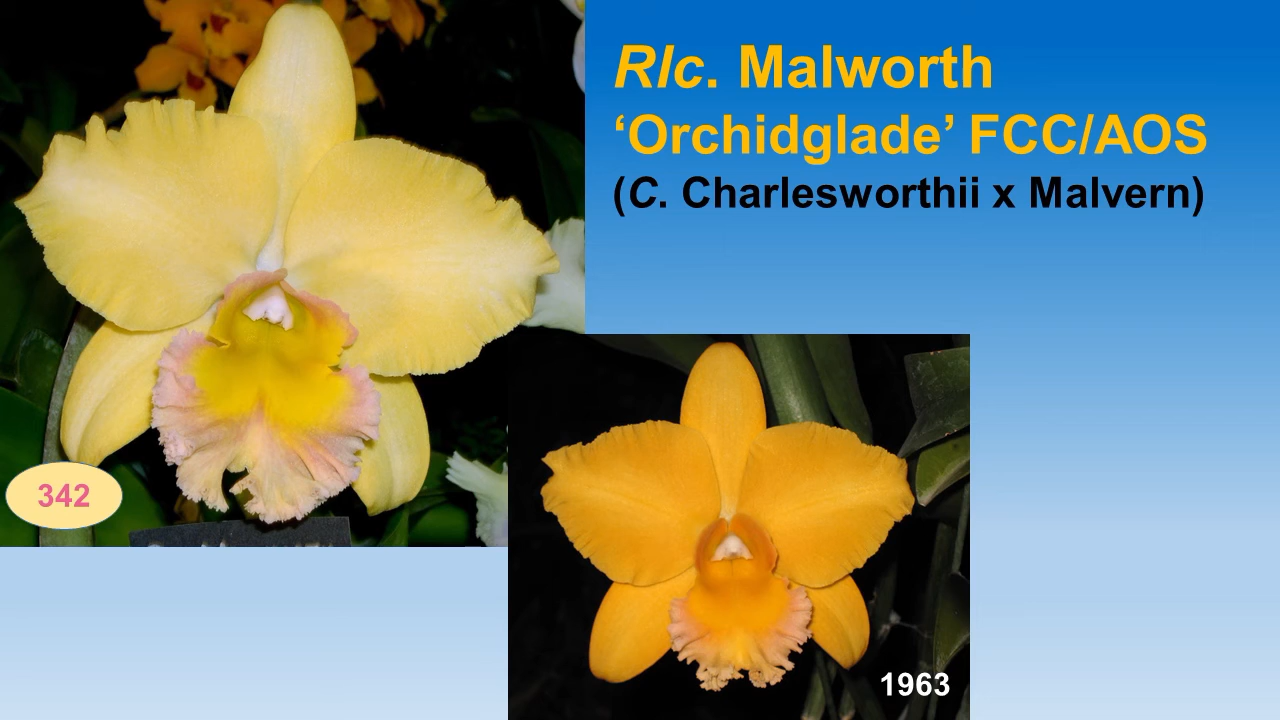 Rlc. Malworth
‘Orchidglade’ FCC/AOS
(C. Charlesworthii x Malvern)
342
1963